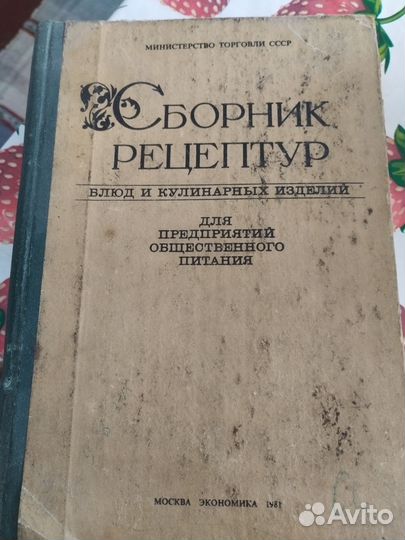 МИНИСТЕРСТВО ТОРГОВЛИ СССР
СБОРНИК
РЕЦЕПТУР
БЛЮД И КУЛИНАРНЫХ ИЗДЕЛИЙ
ДЛЯ
ПРЕДПРИЯТИЙ
ОБЩЕСТВЕННОГО
ПИТАНИЯ
МОСКВА ЭКОНОМИКА 1981
Avito